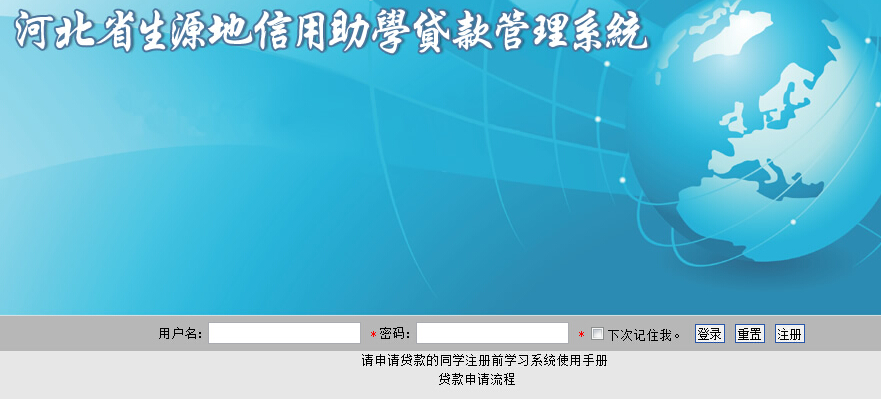 河北省生源地信用助學貸款管理系統
用户名: *密码: * 下次记住我。 登录 重置 注册
请申请贷款的同学注册前学习系统使用手册
贷款申请流程